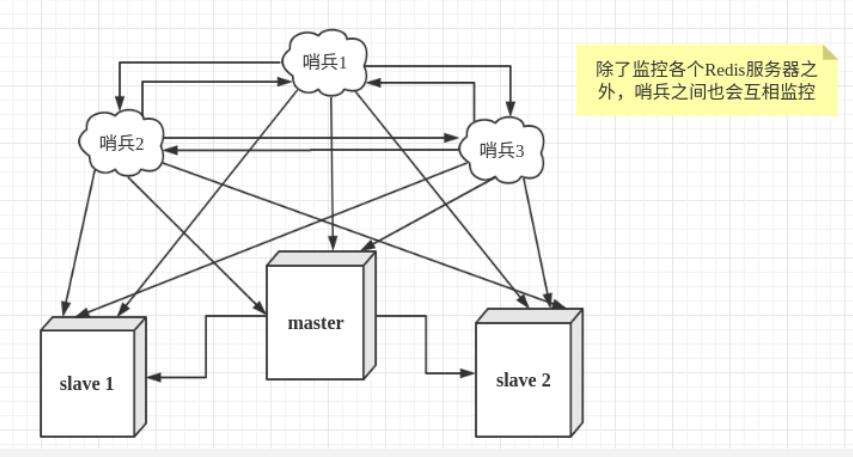 哨兵1
除了监控各个Redis服务器之
外，哨兵之间也会互相监控
哨兵2
哨兵3
master
slave 1
slave 2